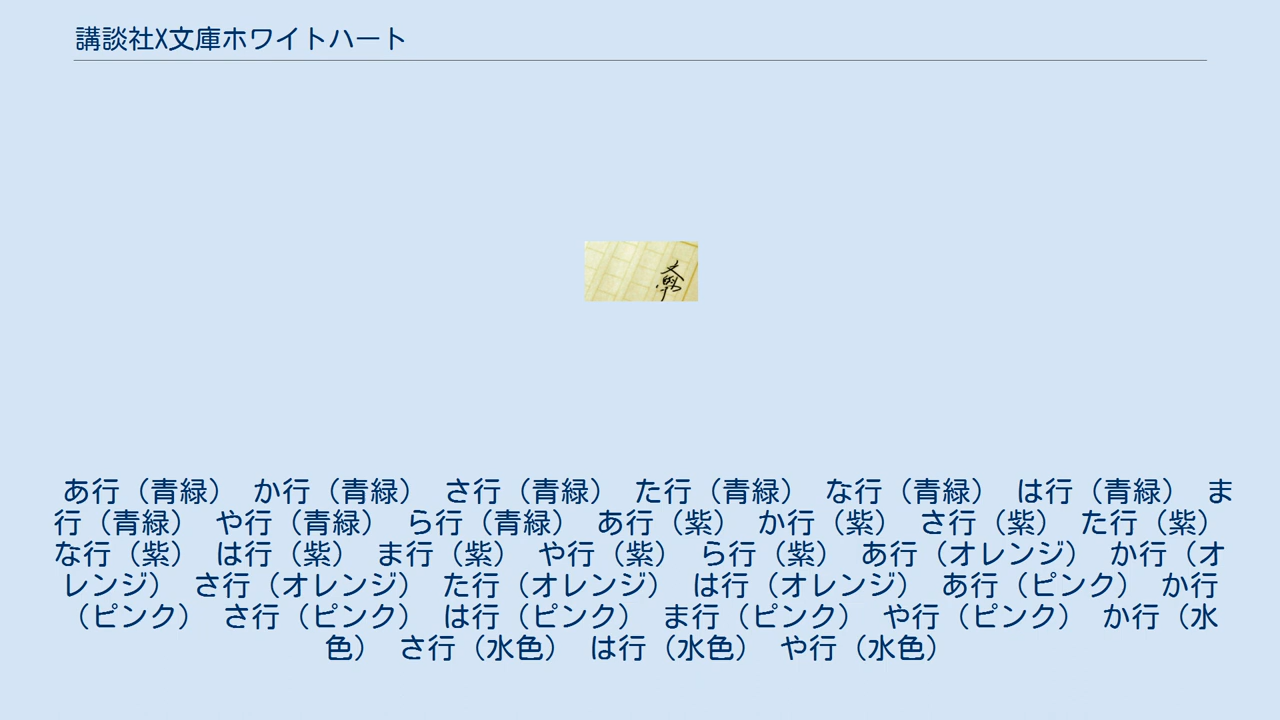 講談社X文庫ホワイトハート
あ行（青緑） か行（青緑） さ行（青緑） た行（青緑） な行（青緑） は行（青緑） ま
行（青緑） や行（青緑） ら行（青緑） あ行（紫） か行（紫） さ行（紫） た行（紫）
な行（紫） は行（紫） ま行（紫） や行（紫） ら行（紫） あ行（オレンジ） か行（オ
レンジ） さ行（オレンジ） た行（オレンジ） は行（オレンジ） あ行（ピンク） か行
（ピンク） さ行（ピンク） は行（ピンク） ま行（ピンク） や行（ピンク） か行（水
色） さ行（水色） は行（水色） や行（水色）